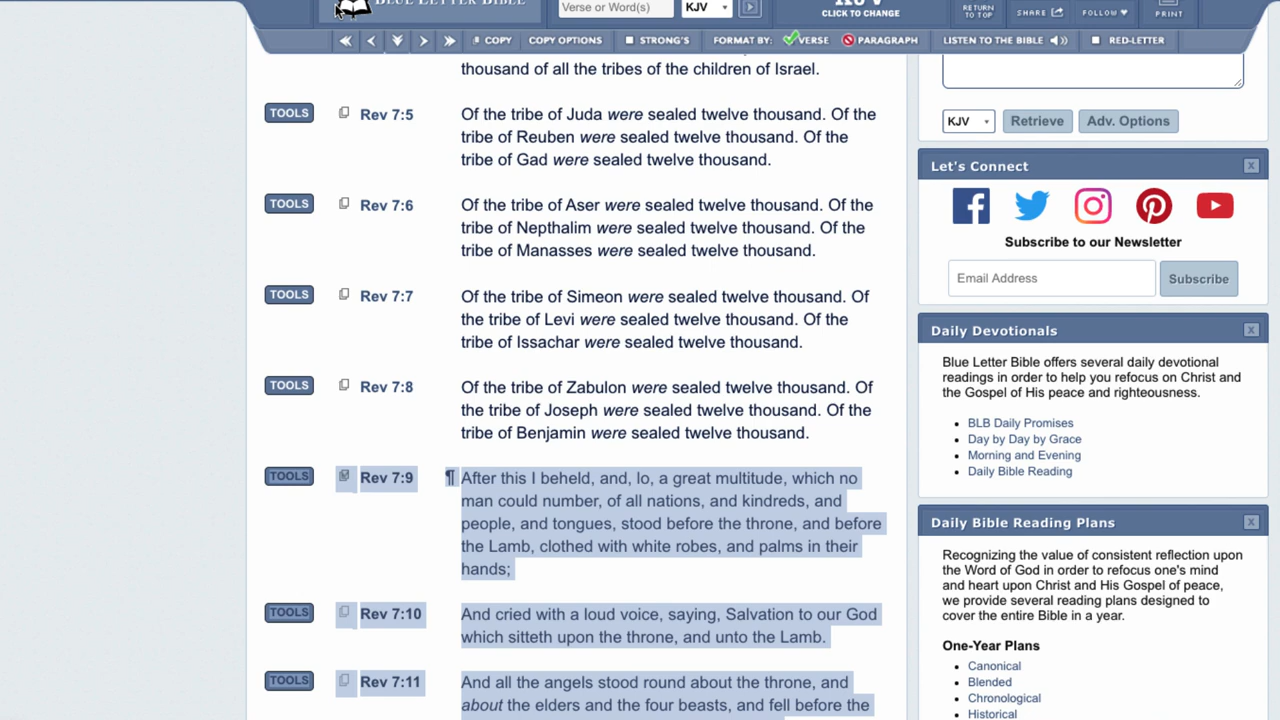 BLUE LETTER BIBLE
Verse or Word(s)
KJV
CLICK TO CHANGE
RETURN
TO TOP
SHARE
FOLLOW
PRINT
COPY
COPY OPTIONS
STRONG'S
FORMAT BY:
VERSE
PARAGRAPH
LISTEN TO THE BIBLE
RED-LETTER
thousand of all the tribes of the children of Israel.
TOOLS Rev 7:5 Of the tribe of Juda were sealed twelve thousand. Of the
tribe of Reuben were sealed twelve thousand. Of the
tribe of Gad were sealed twelve thousand.
TOOLS Rev 7:6 Of the tribe of Aser were sealed twelve thousand. Of the
tribe of Nepthalim were sealed twelve thousand. Of the
tribe of Manasses were sealed twelve thousand.
TOOLS Rev 7:7 Of the tribe of Simeon were sealed twelve thousand. Of
the tribe of Levi were sealed twelve thousand. Of the
tribe of Issachar were sealed twelve thousand.
TOOLS Rev 7:8 Of the tribe of Zabulon were sealed twelve thousand. Of
the tribe of Joseph were sealed twelve thousand. Of the
tribe of Benjamin were sealed twelve thousand.
TOOLS Rev 7:9 ¶ After this I beheld, and, lo, a great multitude, which no
man could number, of all nations, and kindreds, and
people, and tongues, stood before the throne, and before
the Lamb, clothed with white robes, and palms in their
hands;
TOOLS Rev 7:10 And cried with a loud voice, saying, Salvation to our God
which sitteth upon the throne, and unto the Lamb.
TOOLS Rev 7:11 And all the angels stood round about the throne, and
about the elders and the four beasts, and fell before the
KJV
Retrieve
Adv. Options
Let's Connect
X
Subscribe to our Newsletter
Email Address
Subscribe
Daily Devotionals
X
Blue Letter Bible offers several daily devotional
readings in order to help you refocus on Christ and
the Gospel of His peace and righteousness.
• BLB Daily Promises
• Day by Day by Grace
• Morning and Evening
• Daily Bible Reading
Daily Bible Reading Plans
X
Recognizing the value of consistent reflection upon
the Word of God in order to refocus one's mind
and heart upon Christ and His Gospel of peace,
we provide several reading plans designed to
cover the entire Bible in a year.
One-Year Plans
• Canonical
• Blended
• Chronological
• Historical